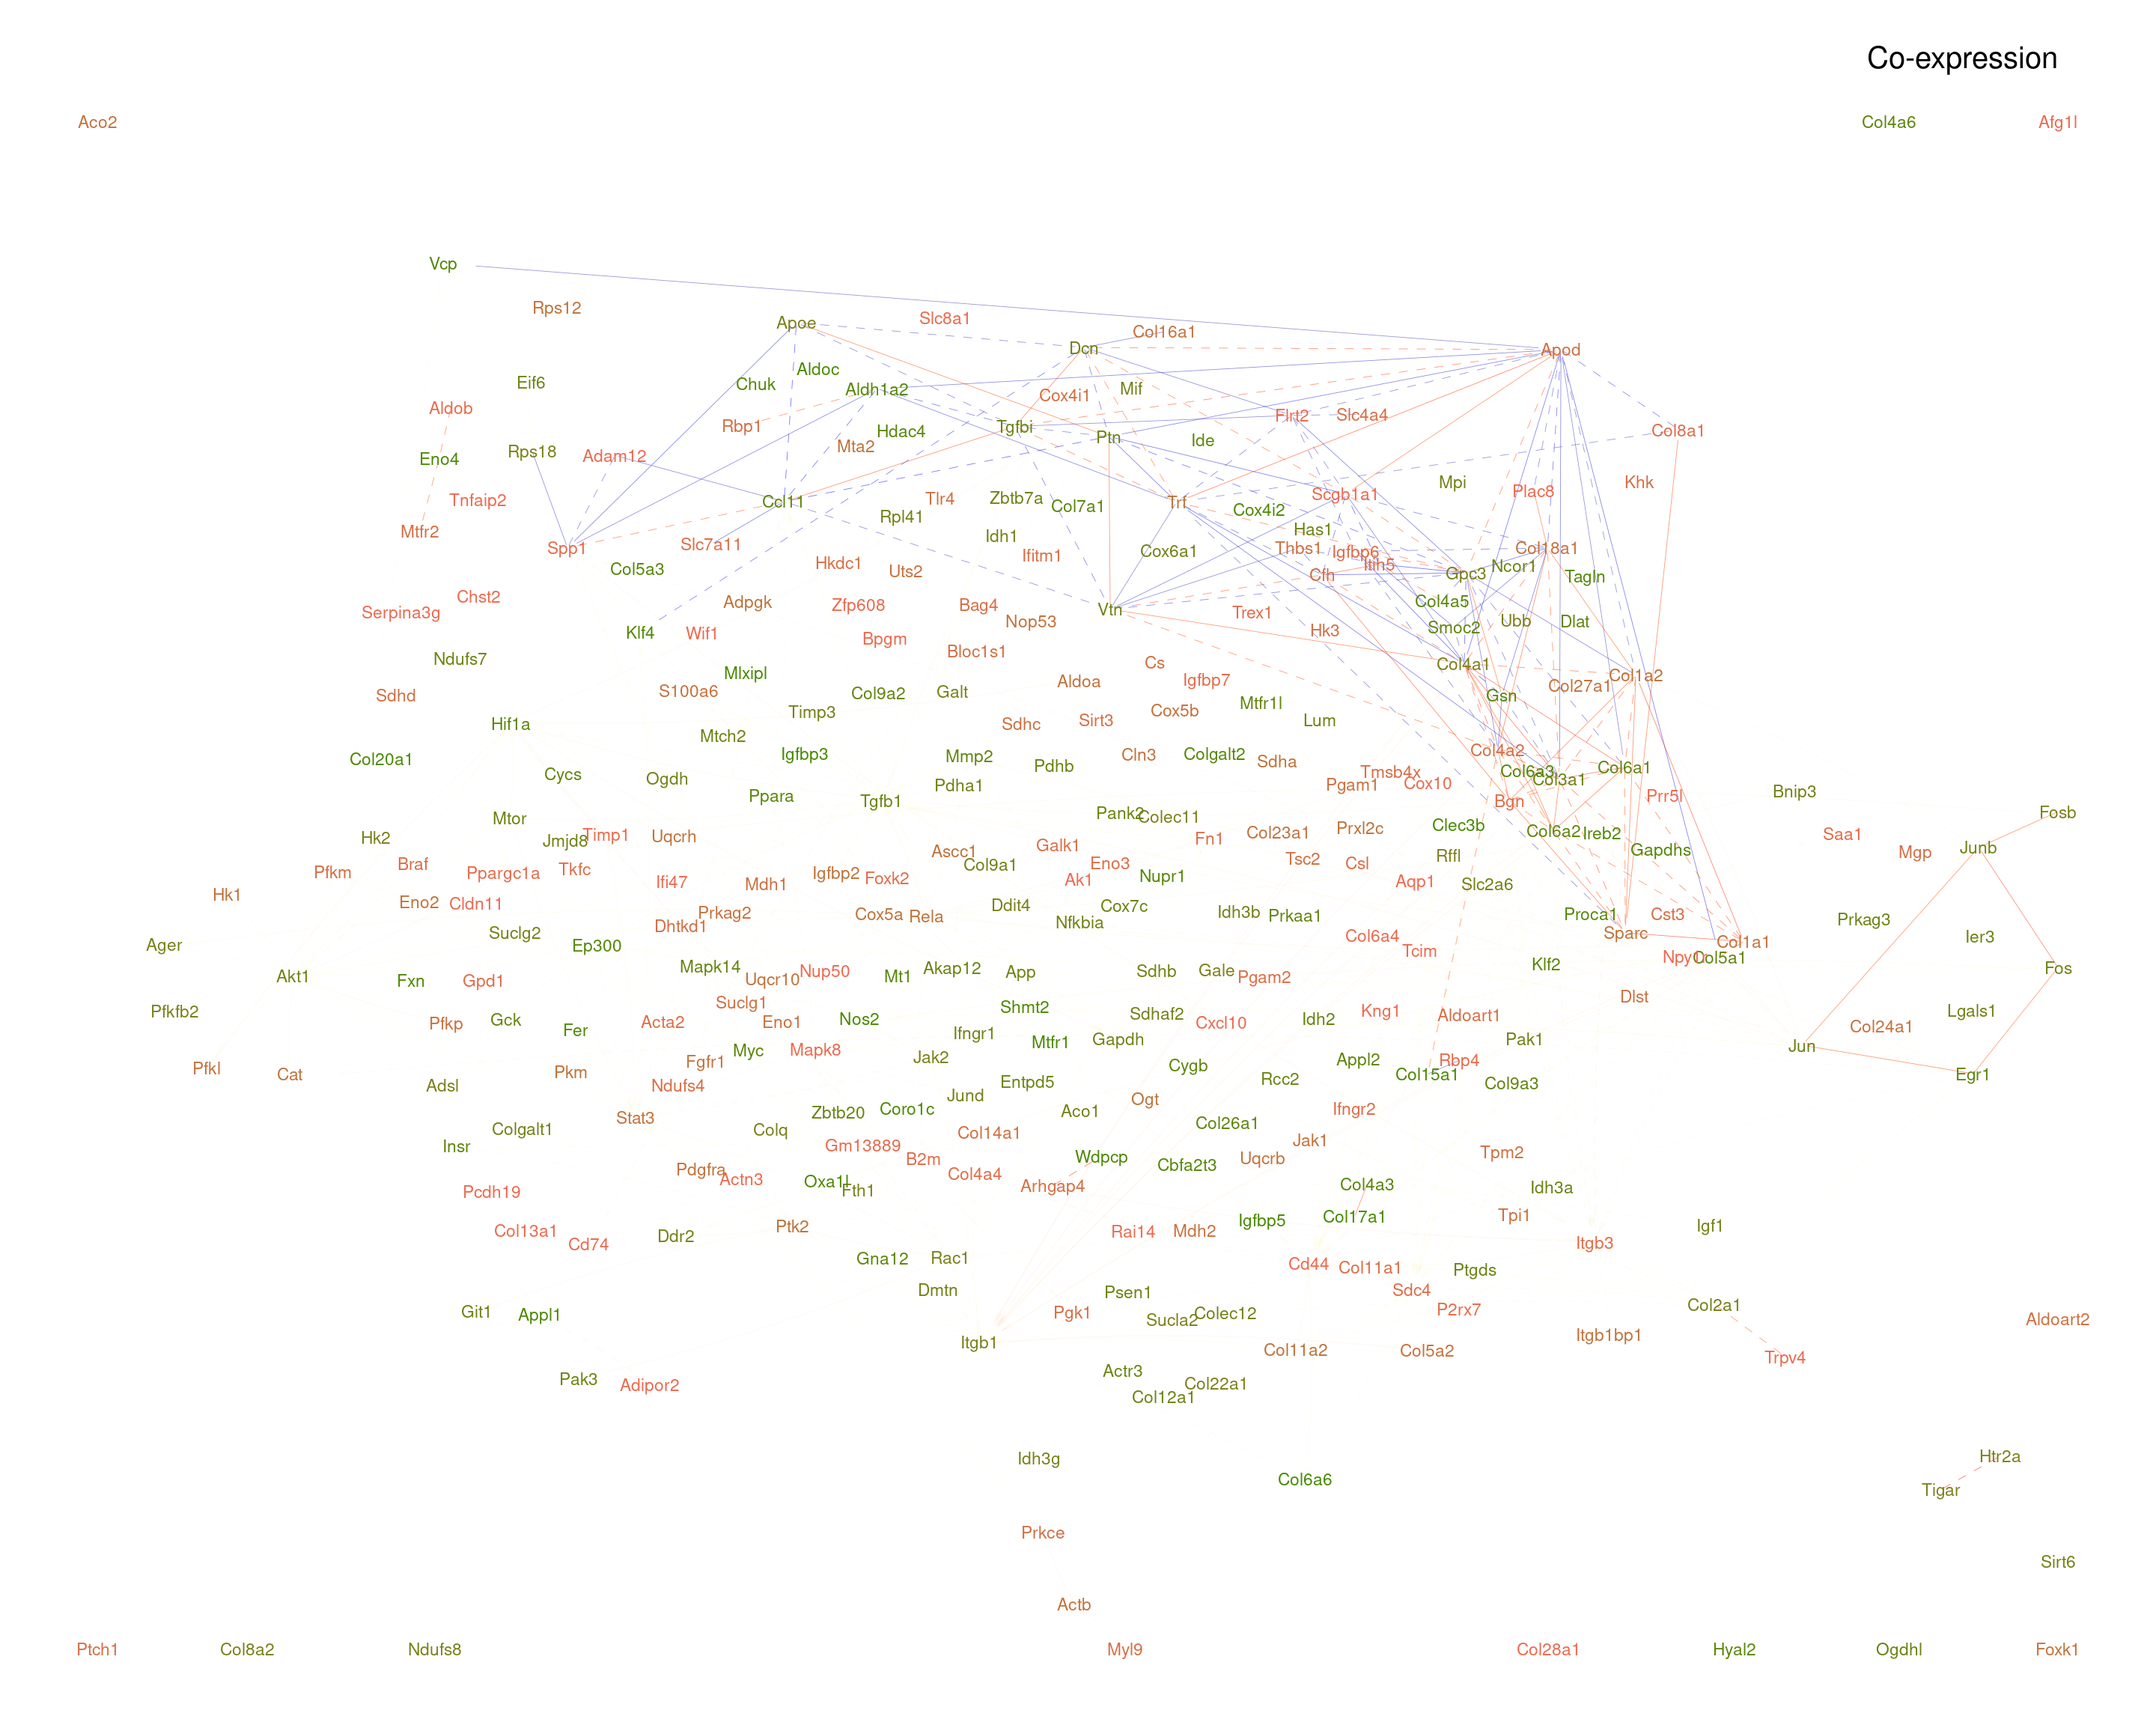 Co-expression
Aco2
Col4a6
Afg1l
Vcp
Rps12
Apoe
Slc8a1
Col16a1
Dcn
Apod
Aldoc
Chuk
Eif6
Aldh1a2
Mif
Cox4i1
Aldob
Flrt2
Slc4a4
Rbp1
Tgfbi
Hdac4
Ptn
Ide
Col8a1
Mta2
Rps18
Adam12
Eno4
Mpi
Khk
Plac8
Scgb1a1
Tnfaip2
Ccl11
Tlr4
Zbtb7a
Col7a1
Trf
Cox4i2
Rpl41
Has1
Mtfr2
Idh1
Spp1
Slc7a11
Ifitm1
Cox6a1
Thbs1
Igfbp6
Col18a1
Itih5
Ncor1
Col5a3
Hkdc1
Uts2
Cfh
Gpc3
Tagln
Chst2
Serpina3g
Adpgk
Zfp608
Bag4
Vtn
Trex1
Col4a5
Nop53
Klf4
Wif1
Bpgm
Hk3
Smoc2
Ubb
Dlat
Bloc1s1
Ndufs7
Cs
Col4a1
Mlxipl
Aldoa
Igfbp7
Col1a2
Col27a1
Sdhd
S100a6
Col9a2
Galt
Gsn
Mtfr1l
Hif1a
Timp3
Sdhc
Sirt3
Cox5b
Lum
Mtch2
Col20a1
Igfbp3
Mmp2
Cln3
Colgalt2
Sdha
Col4a2
Cycs
Ogdh
Pdhb
Tmsb4x
Col6a3
Col3a1
Col6a1
Ppara
Tgfb1
Pdha1
Pgam1
Cox10
Bgn
Prr5l
Bnip3
Mtor
Pank2
Colec11
Fosb
Hk2
Jmjd8
Timp1
Uqcrh
Fn1
Col23a1
Prxl2c
Clec3b
Col6a2
Ireb2
Saa1
Junb
Mgp
Pfkm
Braf
Ppargc1a
Tkfc
Ascc1
Col9a1
Galk1
Eno3
Tsc2
Csl
Rffl
Gapdhs
Hk1
Eno2
Cldn11
Ifi47
Mdh1
Igfbp2
Foxk2
Ak1
Nupr1
Aqp1
Slc2a6
Ager
Suclg2
Ep300
Dhtkd1
Prkag2
Cox5a
Rela
Ddit4
Nfkbia
Cox7c
Idh3b
Prkaa1
Col6a4
Tcim
Proca1
Cst3
Sparc
Col1a1
Prkag3
Ier3
Akt1
Fxn
Gpd1
Mapk14
Uqcr10
Nup50
Mt1
Akap12
App
Sdhb
Gale
Pgam2
Klf2
Col5a1
Fos
Pfkfb2
Pfkp
Gck
Fer
Acta2
Suclg1
Eno1
Nos2
Ifngr1
Shmt2
Mtfr1
Gapdh
Sdhaf2
Cxcl10
Idh2
Kng1
Aldoart1
Dlst
Pak1
Col24a1
Lgals1
Jun
Pfkl
Cat
Adsl
Pkm
Fgfr1
Myc
Mapk8
Jak2
Ndufs4
Entpd5
Cygb
Rcc2
Appl2
Rbp4
Col15a1
Col9a3
Egr1
Stat3
Zbtb20
Coro1c
Jund
Aco1
Ogt
Ifngr2
Col26a1
Insr
Colgalt1
Colq
Gm13889
Col14a1
B2m
Jak1
Tpm2
Pcdh19
Pdgfra
Actn3
Oxa1l
Fth1
Col4a4
Wdpcp
Arhgap4
Cbfa2t3
Uqcrb
Col4a3
Idh3a
Col13a1
Cd74
Ddr2
Ptk2
Rai14
Mdh2
Igfbp5
Col17a1
Tpi1
Igf1
Itgb3
Gna12
Rac1
Cd44
Col11a1
Ptgds
Dmtn
Psen1
Sdc4
Git1
Appl1
Pgk1
Sucla2
Colec12
P2rx7
Col2a1
Aldoart2
Itgb1
Col11a2
Col5a2
Itgb1bp1
Trpv4
Pak3
Adipor2
Actr3
Col12a1
Col22a1
Idh3g
Col6a6
Htr2a
Tigar
Prkce
Sirt6
Actb
Ptch1
Col8a2
Ndufs8
Myl9
Col28a1
Hyal2
Ogdhl
Foxk1